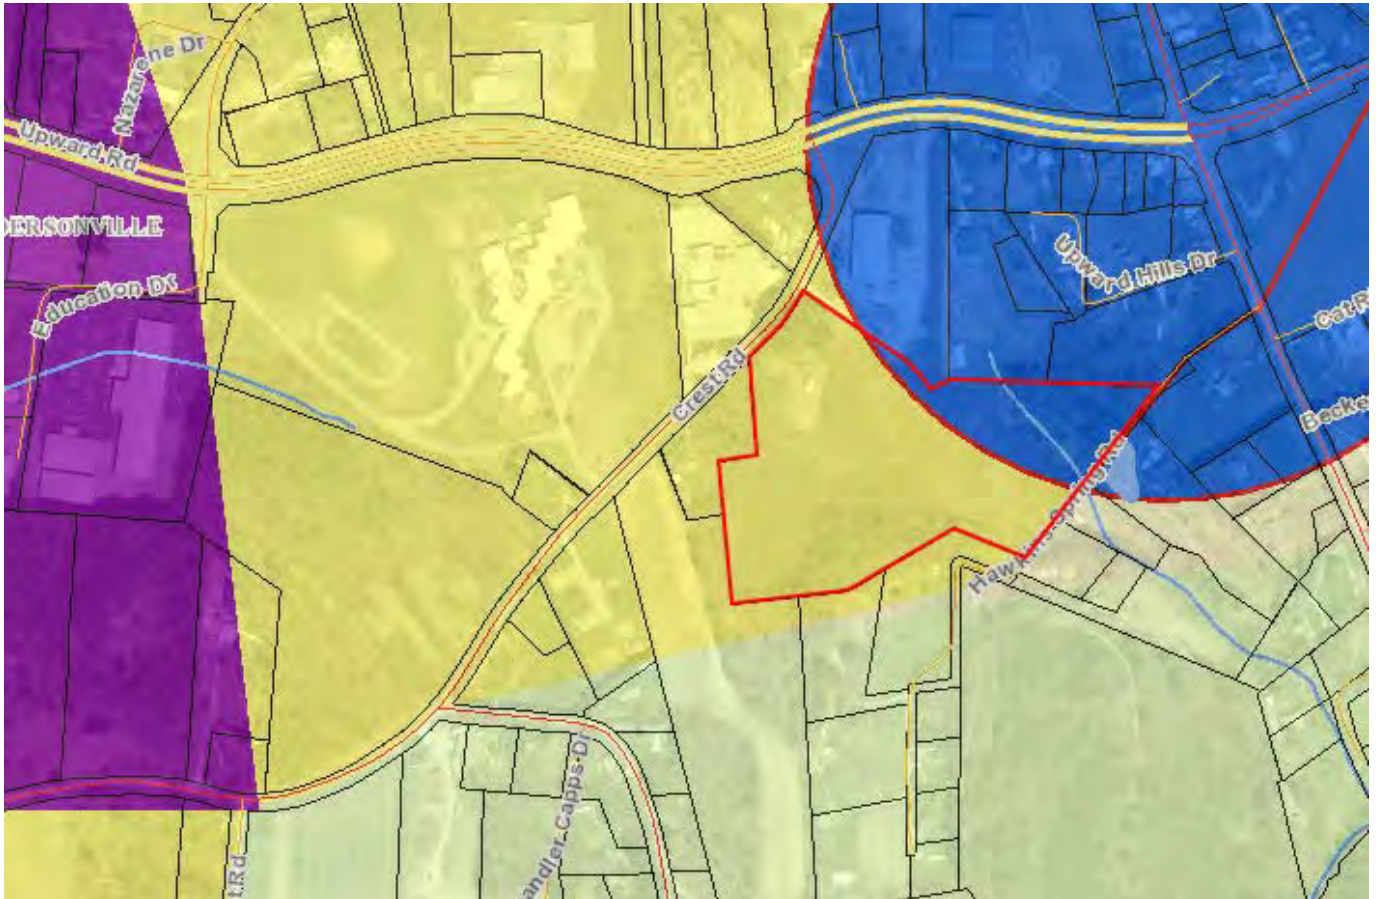 Nazarene Dr
Upward Rd
DERSONVILLE
Education Dr
Upward Hills Dr
Cat R
Crest Rd
Becke
Hawkins Spring Rd
andler Capps Dr
t Rd